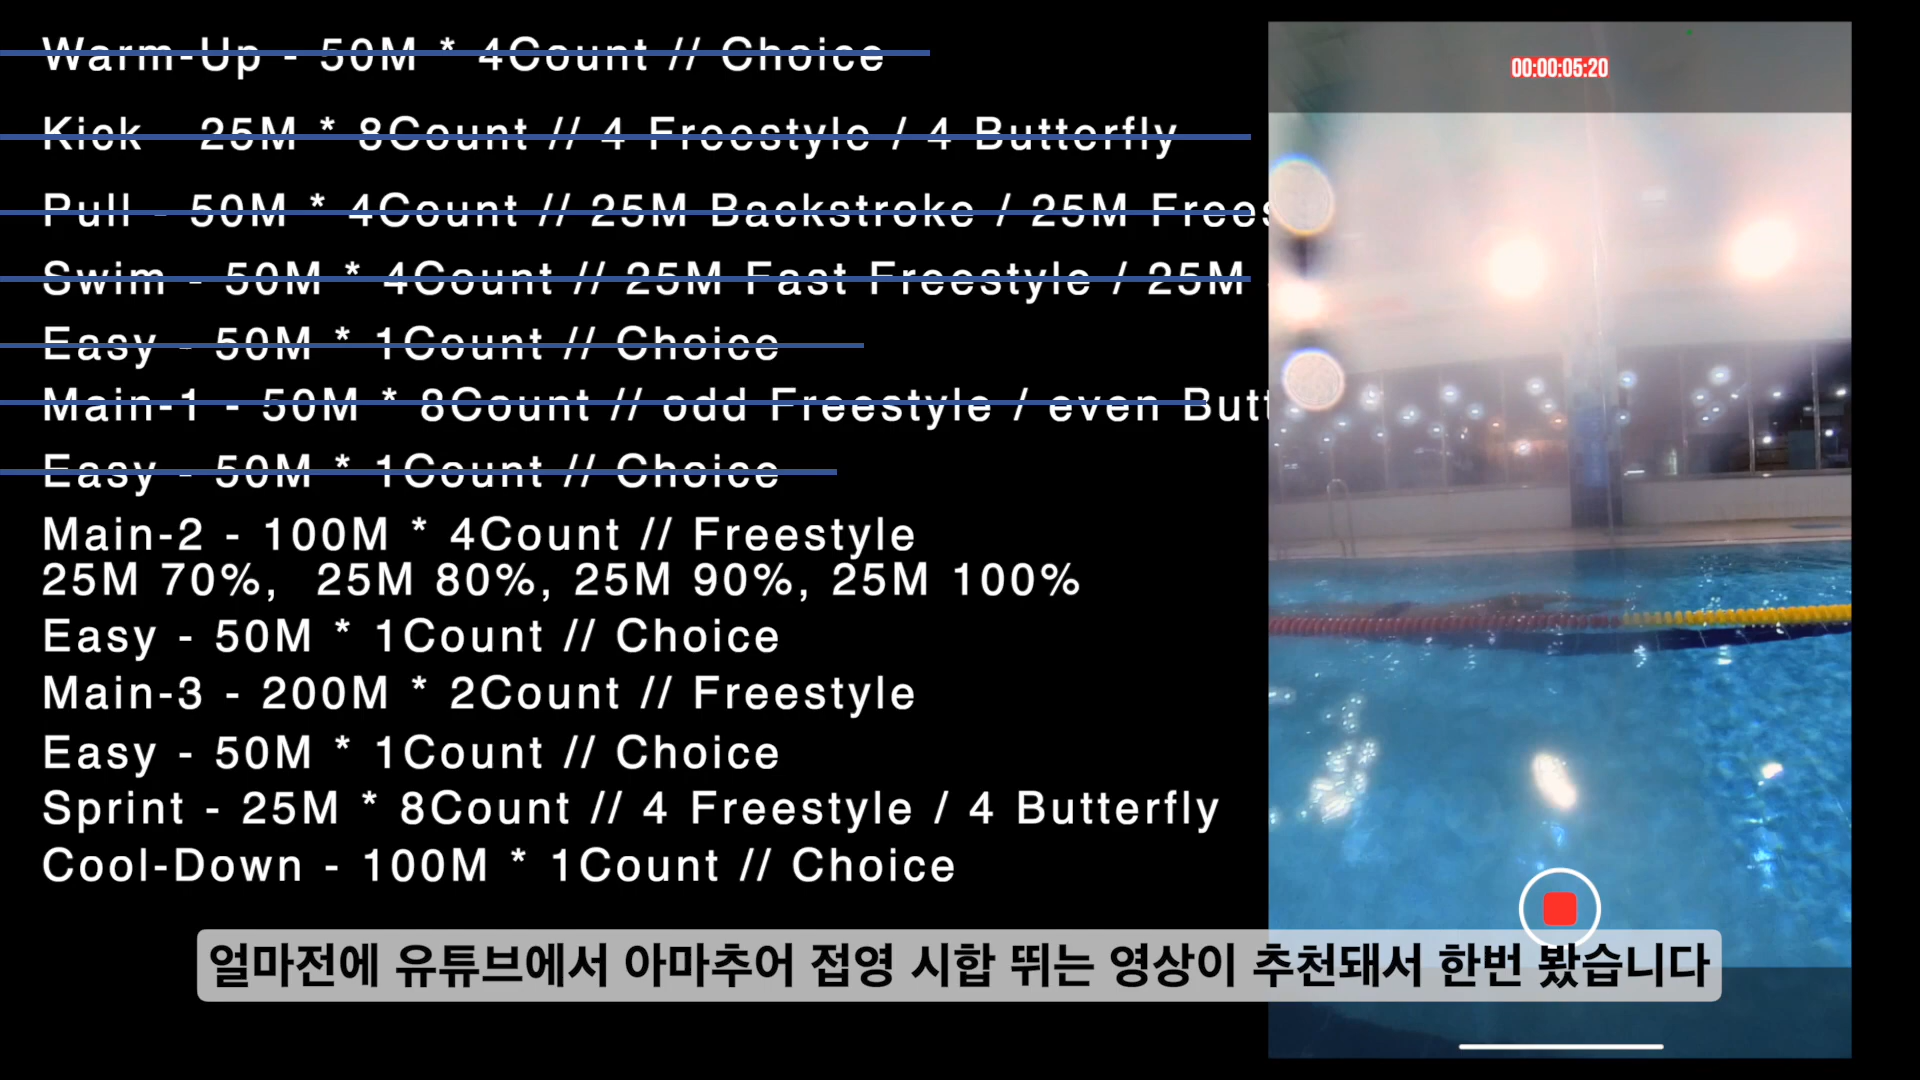 Warm-Up - 50M * 4Count // Choice
Kick - 25M * 8Count // 4 Freestyle / 4 Butterfly
Pull - 50M * 4Count // 25M Backstroke / 25M
Swim - 50M * 4Count // 25M Fast Freestyle / 25M
Easy - 50M * 1Count // Choice
Main-1 - 50M * 8Count // odd Freestyle / even
Easy - 50M * 1Count // Choice
Main-2 - 100M * 4Count // Freestyle
25M 70%, 25M 80%, 25M 90%, 25M 100%
Easy - 50M * 1Count // Choice
Main-3 - 200M * 2Count // Freestyle
Easy - 50M * 1Count // Choice
Sprint - 25M * 8Count // 4 Freestyle / 4 Butterfly
Cool-Down - 100M * 1Count // Choice
00:00:05:20
얼마전에 유튜브에서 아마추어 접영 시합 뛰는 영상이 추천돼서 한번 봤습니다